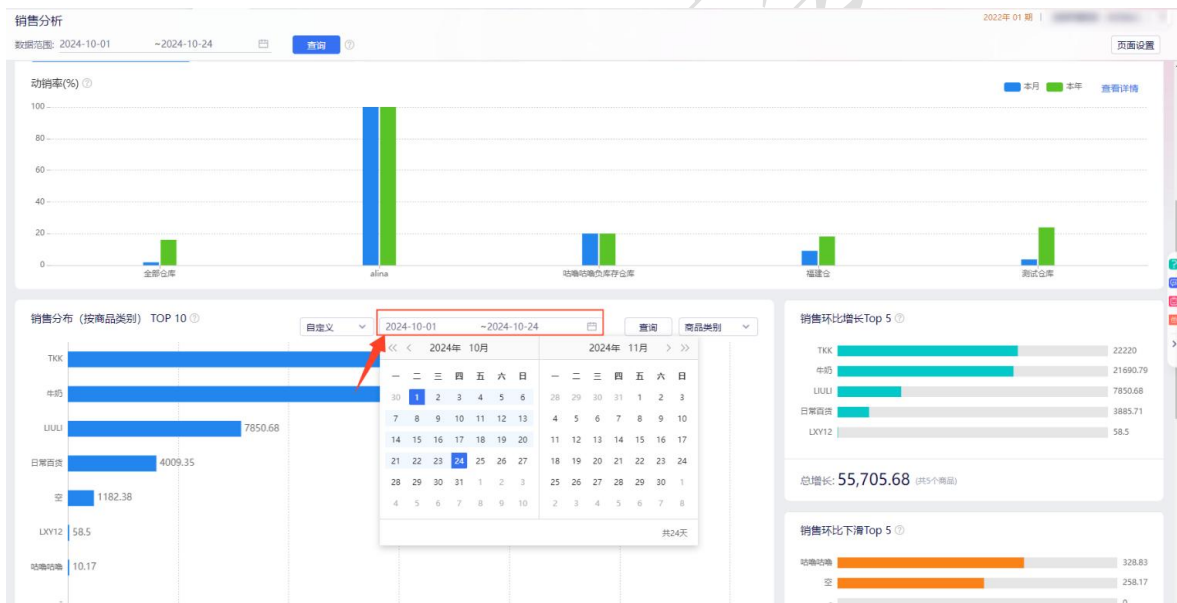 销售分析
2022年 01 期
数据范围: 2024-10-01 ~2024-10-24 查询 页面设置
动销率(%)
本月 本年 查看详情
100
80
60
40
20
0
全部仓库 alina 咕噜咕噜负库存仓库 福建仓 测试仓库
销售分布（按商品类别） TOP 10
自定义 2024-10-01 ~2024-10-24 查询 商品类别
TKK
牛奶
LIULI 7850.68
日常百货 4009.35
空 1182.38
LXY12 58.5
咕噜咕噜 10.17
« < 2024年 10月 2024年 11月 > »
一 二 三 四 五 六 日 一 二 三 四 五 六 日
30 1 2 3 4 5 6 28 29 30 31 1 2 3
7 8 9 10 11 12 13 4 5 6 7 8 9 10
14 15 16 17 18 19 20 11 12 13 14 15 16 17
21 22 23 24 25 26 27 18 19 20 21 22 23 24
28 29 30 31 1 2 3 25 26 27 28 29 30 1
4 5 6 7 8 9 10 2 3 4 5 6 7 8
共24天
销售环比增长Top 5
TKK 22220
牛奶 21690.79
LIULI 7850.68
日常百货 3885.71
LXY12 58.5
总增长: 55,705.68 (共5个商品)
销售环比下滑Top 5
咕噜咕噜 328.83
空 258.17